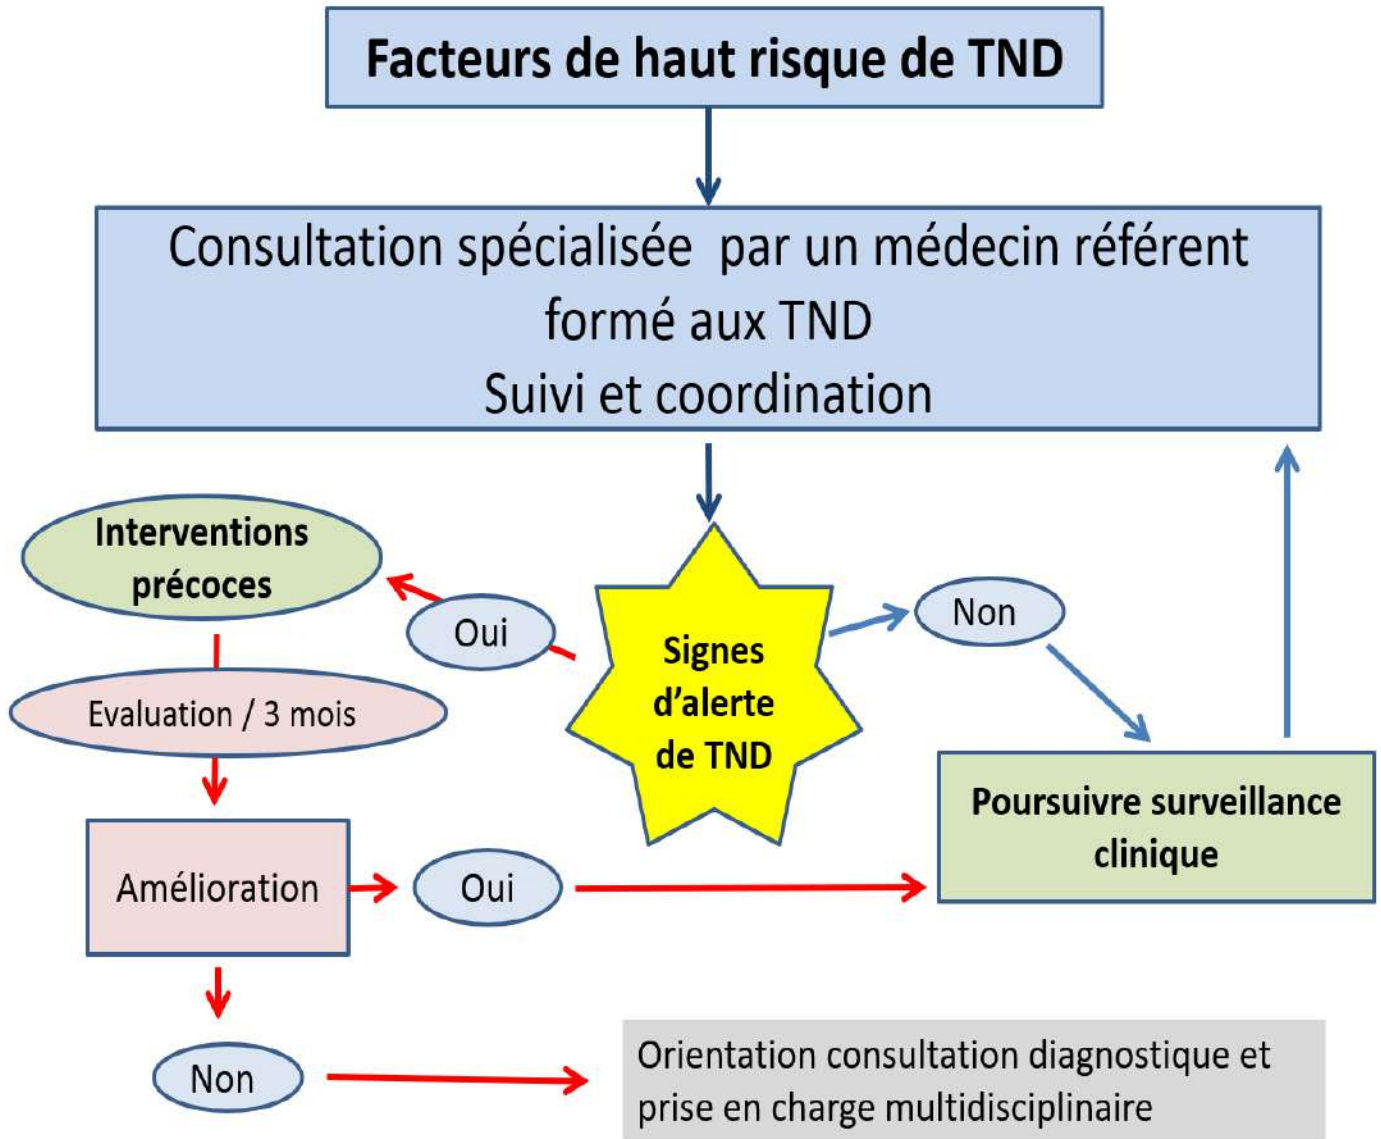 Facteurs de haut risque de TND
Consultation spécialisée par un médecin référent
formé aux TND
Suivi et coordination
Interventions
précoces
Oui
Signes
d'alerte
de TND
Non
Evaluation / 3 mois
Poursuivre surveillance
clinique
Amélioration
Oui
Non
Orientation consultation diagnostique et
prise en charge multidisciplinaire